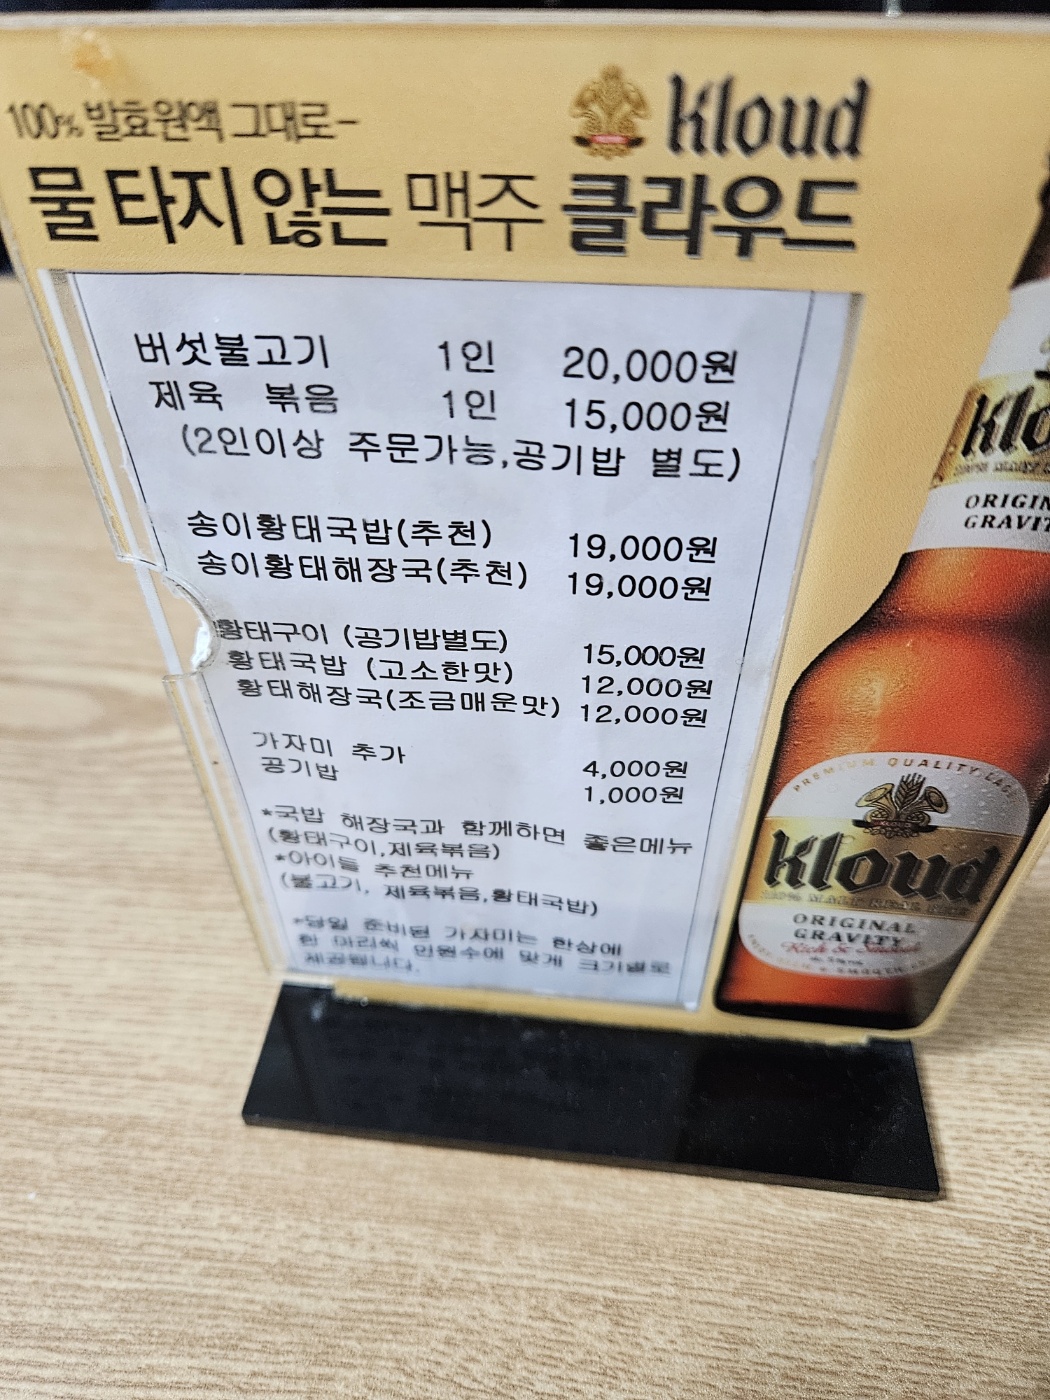 100% 발효원액 그대로-
Kloud
물 타지 않는 맥주 클라우드
버섯불고기 1인 20,000원
제육 볶음 1인 15,000원
(2인이상 주문가능,공기밥 별도)
송이황태국밥(추천) 19,000원
송이황태해장국(추천) 19,000원
황태구이 (공기밥별도) 15,000원
황태국밥 (고소한맛) 12,000원
황태해장국(조금매운맛) 12,000원
가자미 추가 4,000원
공기밥 1,000원
*국밥 해장국과 함께하면 좋은메뉴
(황태구이,제육볶음)
*아이들 추천메뉴
(불고기, 제육볶음,황태국밥)
*당일 준비된 가자미는 한상에
한 마리씩 인원수에 맞게 크기별로
제공됩니다.
Klo
ORIGIN
GRAVIT
PREMIUM QUALITY LAG
Kloud
100% MALT REAL BEER
ORIGINAL
GRAVITY
Rich & Smooth